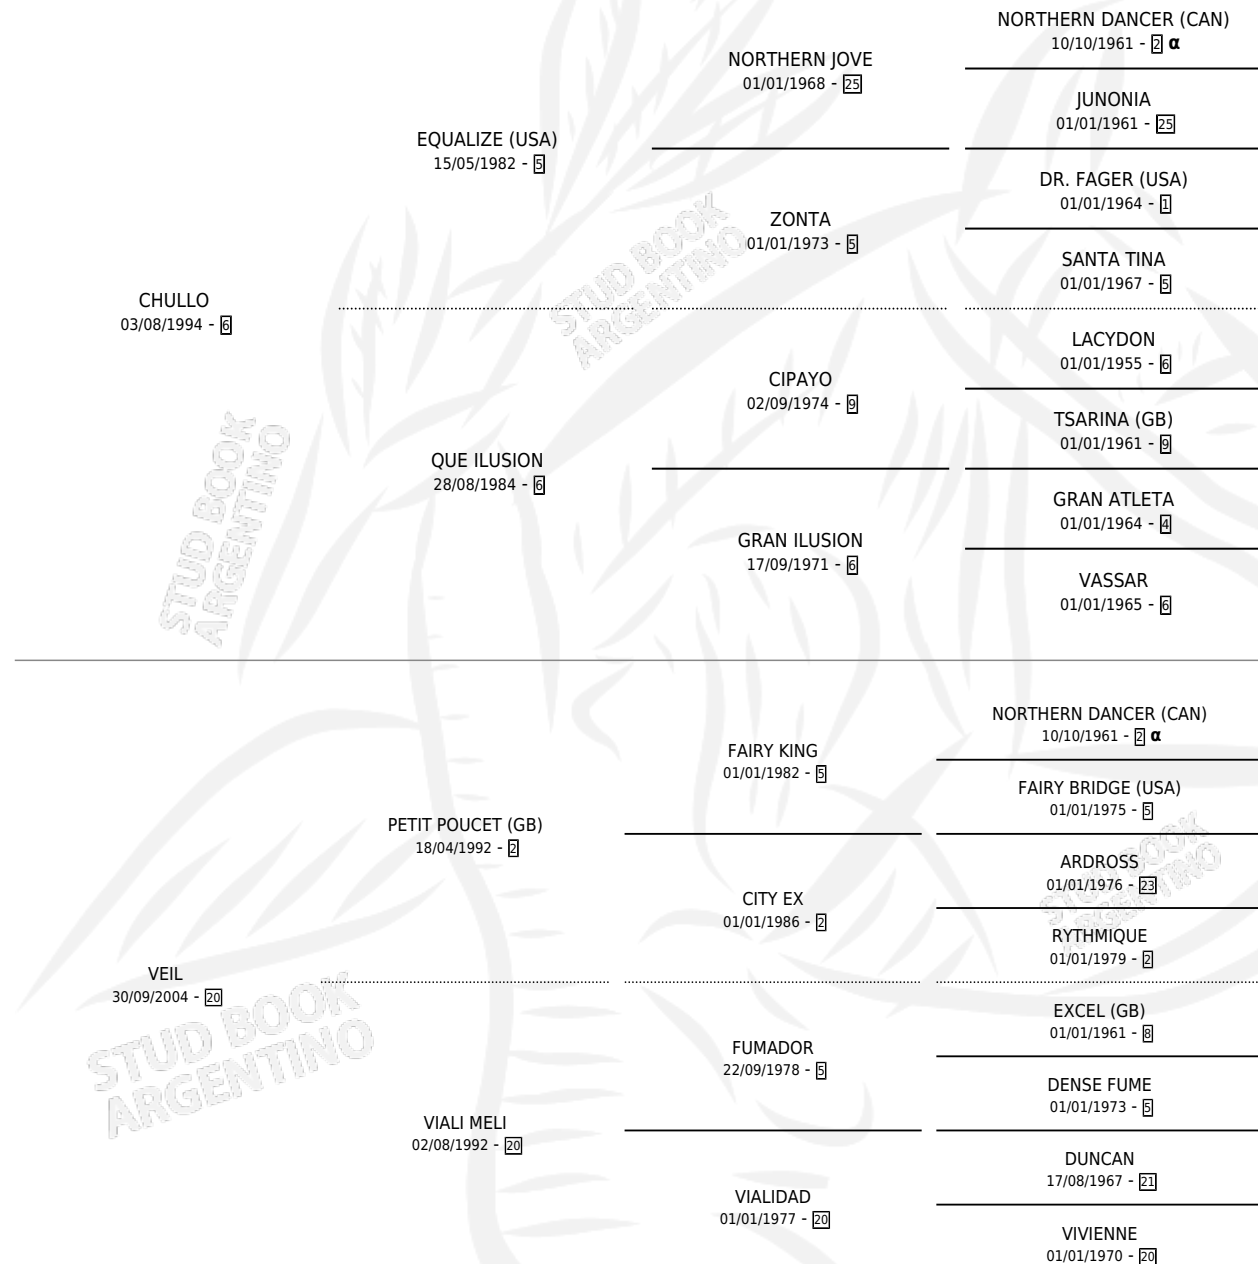 NORTHERN DANCER (CAN)
10/10/1961 - 2 α
NORTHERN JOVE
01/01/1968 - 25
JUNONIA
01/01/1961 - 25
EQUALIZE (USA)
15/05/1982 - 5
DR. FAGER (USA)
01/01/1964 - 1
ZONTA
01/01/1973 - 5
SANTA TINA
01/01/1967 - 5
CHULLO
03/08/1994 - 6
LACYDON
01/01/1955 - 6
CIPAYO
02/09/1974 - 9
TSARINA (GB)
01/01/1961 - 9
QUE ILUSION
28/08/1984 - 6
GRAN ATLETA
01/01/1964 - 4
GRAN ILUSION
17/09/1971 - 6
VASSAR
01/01/1965 - 6
STUD BOOK
ARGENTINO
STUD BOOK
ARGENTINO
NORTHERN DANCER (CAN)
10/10/1961 - 2 α
FAIRY KING
01/01/1982 - 5
FAIRY BRIDGE (USA)
01/01/1975 - 5
PETIT POUCET (GB)
18/04/1992 - 2
ARDROSS
01/01/1976 - 23
CITY EX
01/01/1986 - 2
RYTHMIQUE
01/01/1979 - 2
VEIL
30/09/2004 - 20
EXCEL (GB)
01/01/1961 - 8
FUMADOR
22/09/1978 - 5
DENSE FUME
01/01/1973 - 5
VIALI MELI
02/08/1992 - 20
DUNCAN
17/08/1967 - 21
VIALIDAD
01/01/1977 - 20
VIVIENNE
01/01/1970 - 20
STUD BOOK
ARGENTINO
STUD BOOK
ARGENTINO